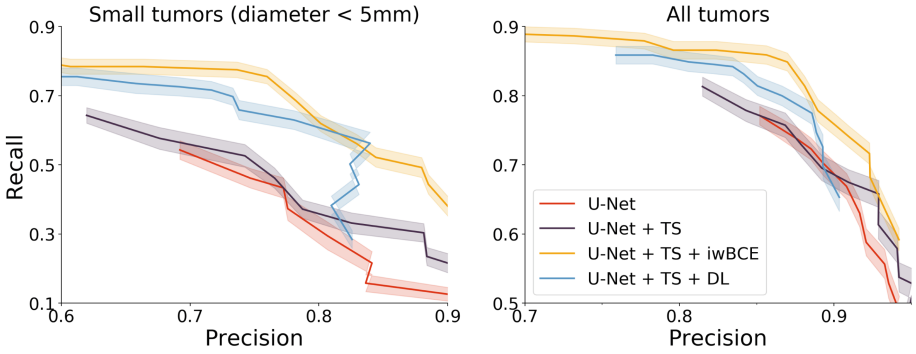 Small tumors (diameter < 5mm)
Recall
0.9
0.7
0.5
0.3
0.1
0.6
0.7
0.8
0.9
Precision
All tumors
0.9
0.8
0.7
0.6
0.5
0.7
0.8
0.9
Precision
U-Net
U-Net + TS
U-Net + TS + iwBCE
U-Net + TS + DL